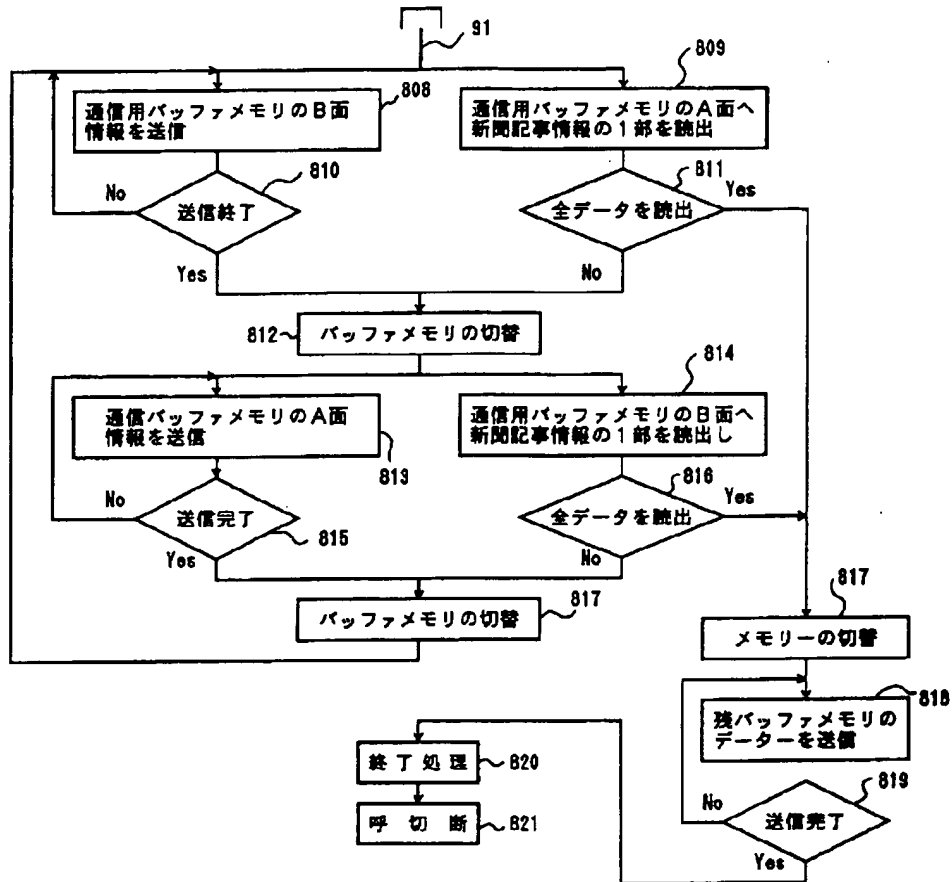 91
808
809
通信用バッファメモリのB面
情報を送信
通信用バッファメモリのA面へ
新聞記事情報の1部を読出
No
810
送信終了
Yes
811
全データを読出
Yes
No
812
バッファメモリの切替
814
通信バッファメモリのA面
情報を送信
813
通信用バッファメモリのB面へ
新聞記事情報の1部を読出し
No
送信完了
815
Yes
816
全データを読出
Yes
No
バッファメモリの切替
817
817
メモリーの切替
818
残バッファメモリの
データーを送信
終了処理
820
呼切断
821
No
819
送信完了
Yes